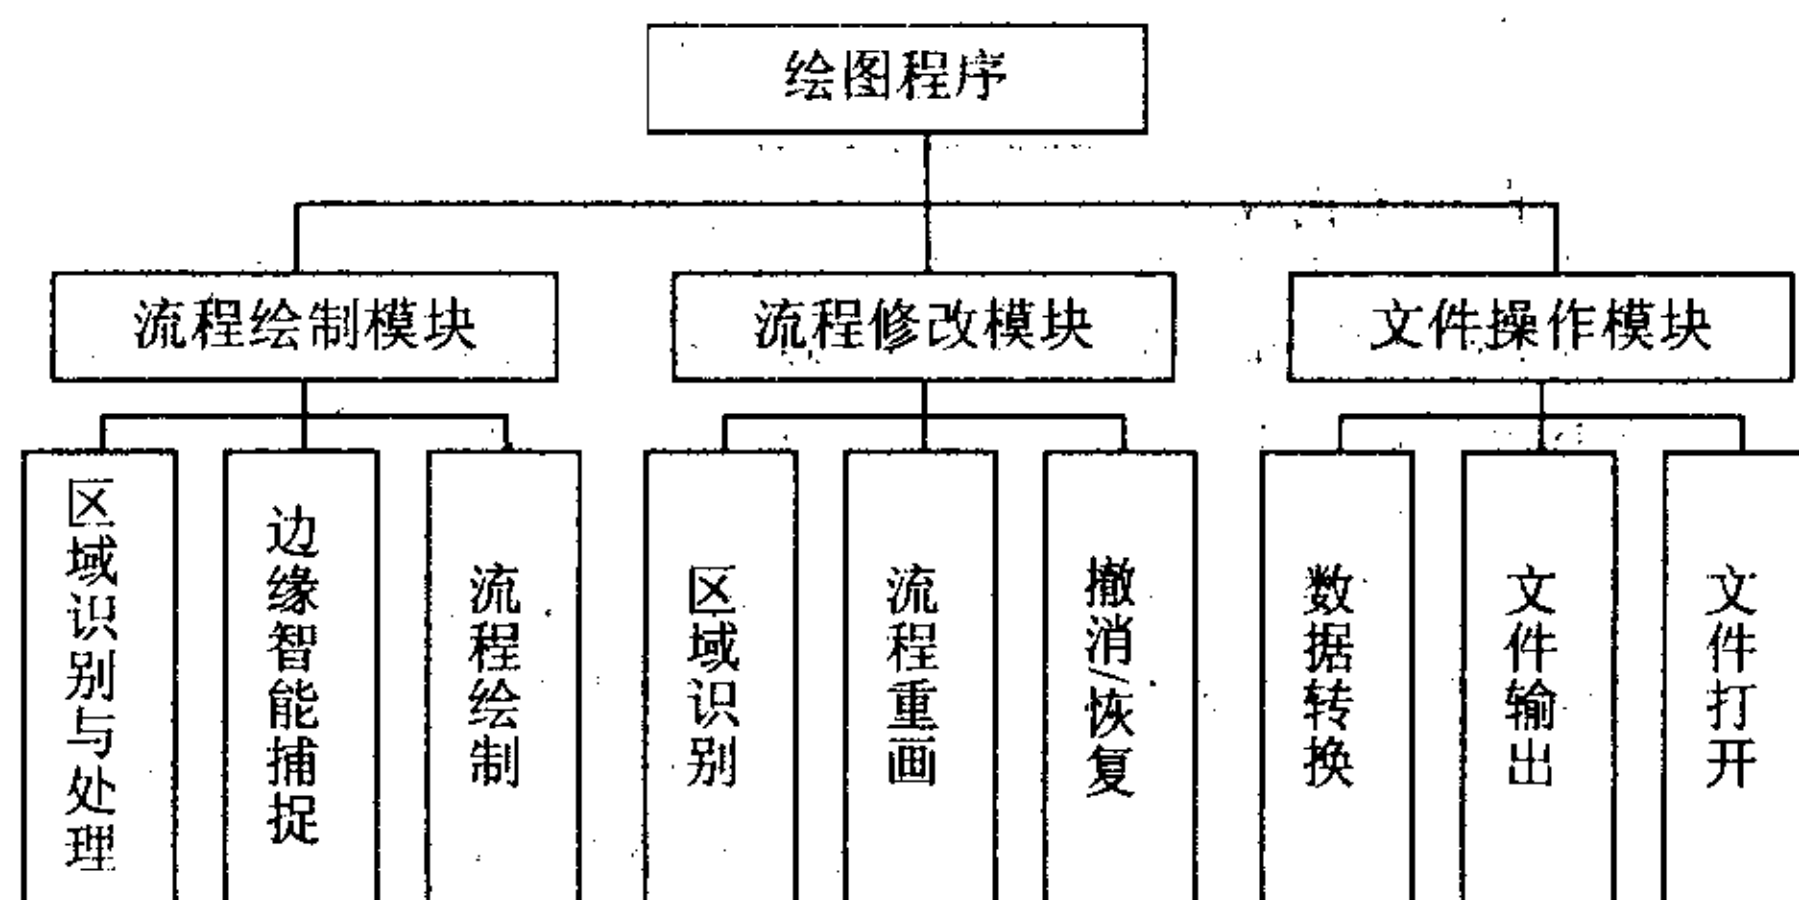 绘图程序
流程绘制模块
流程修改模块
文件操作模块
区域识别与处理
边缘智能捕捉
流程绘制
区域识别
流程重画
撤消/恢复
数据转换
文件输出
文件打开